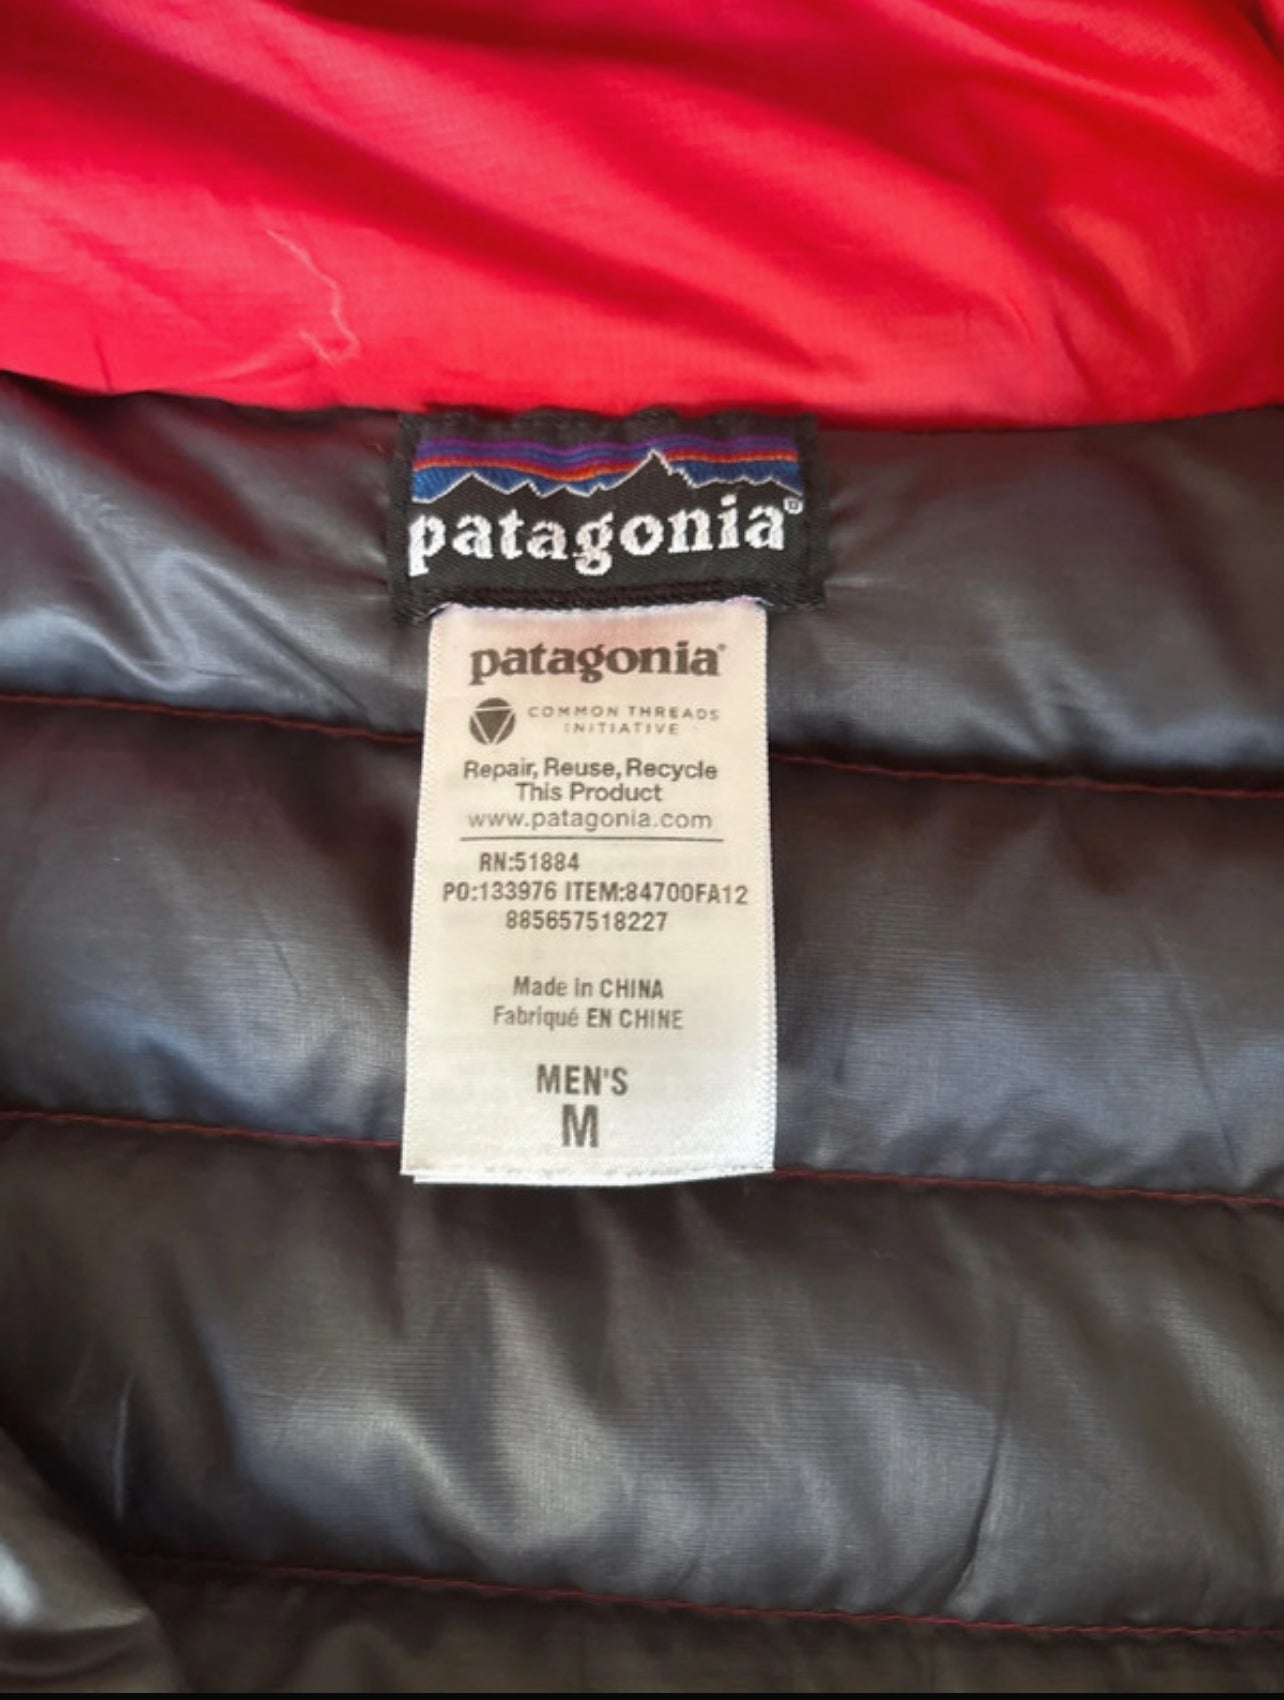 patagonia®
patagonia®
COMMON THREADS
INITIATIVE
Repair, Reuse, Recycle
This Product
www.patagonia.com
RN:51884
PO:133976 ITEM:84700FA12
885657518227
Made in CHINA
Fabriqué EN CHINE
MEN'S
M